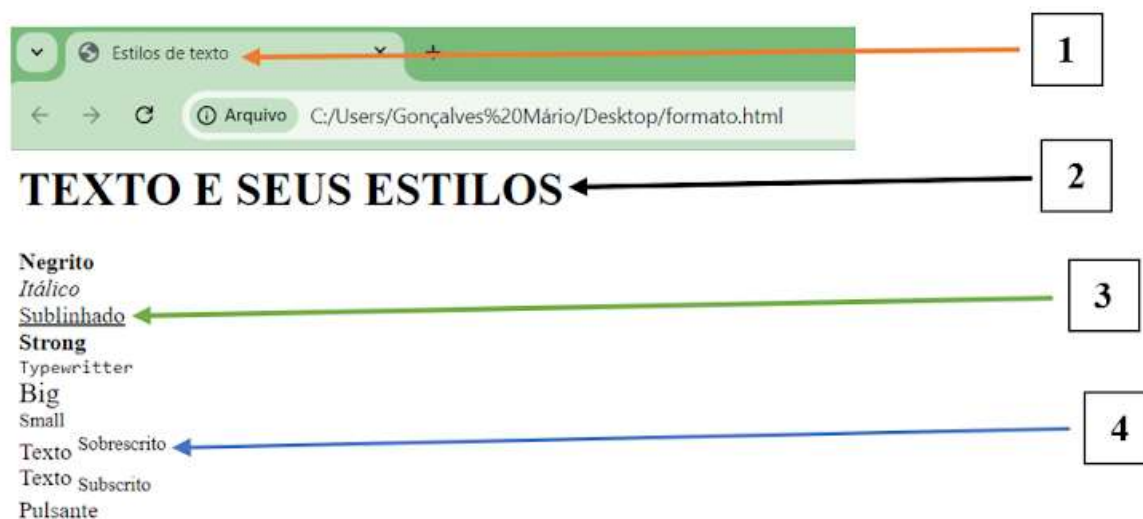 Estilos de texto
1
Arquivo C:/Users/Gonçalves%20Mário/Desktop/formato.html
TEXTO E SEUS ESTILOS
2
Negrito
Itálico
Sublinhado
3
Strong
Typewritter
Big
Small
Texto Sobrescrito
4
Texto Subscrito
Pulsante